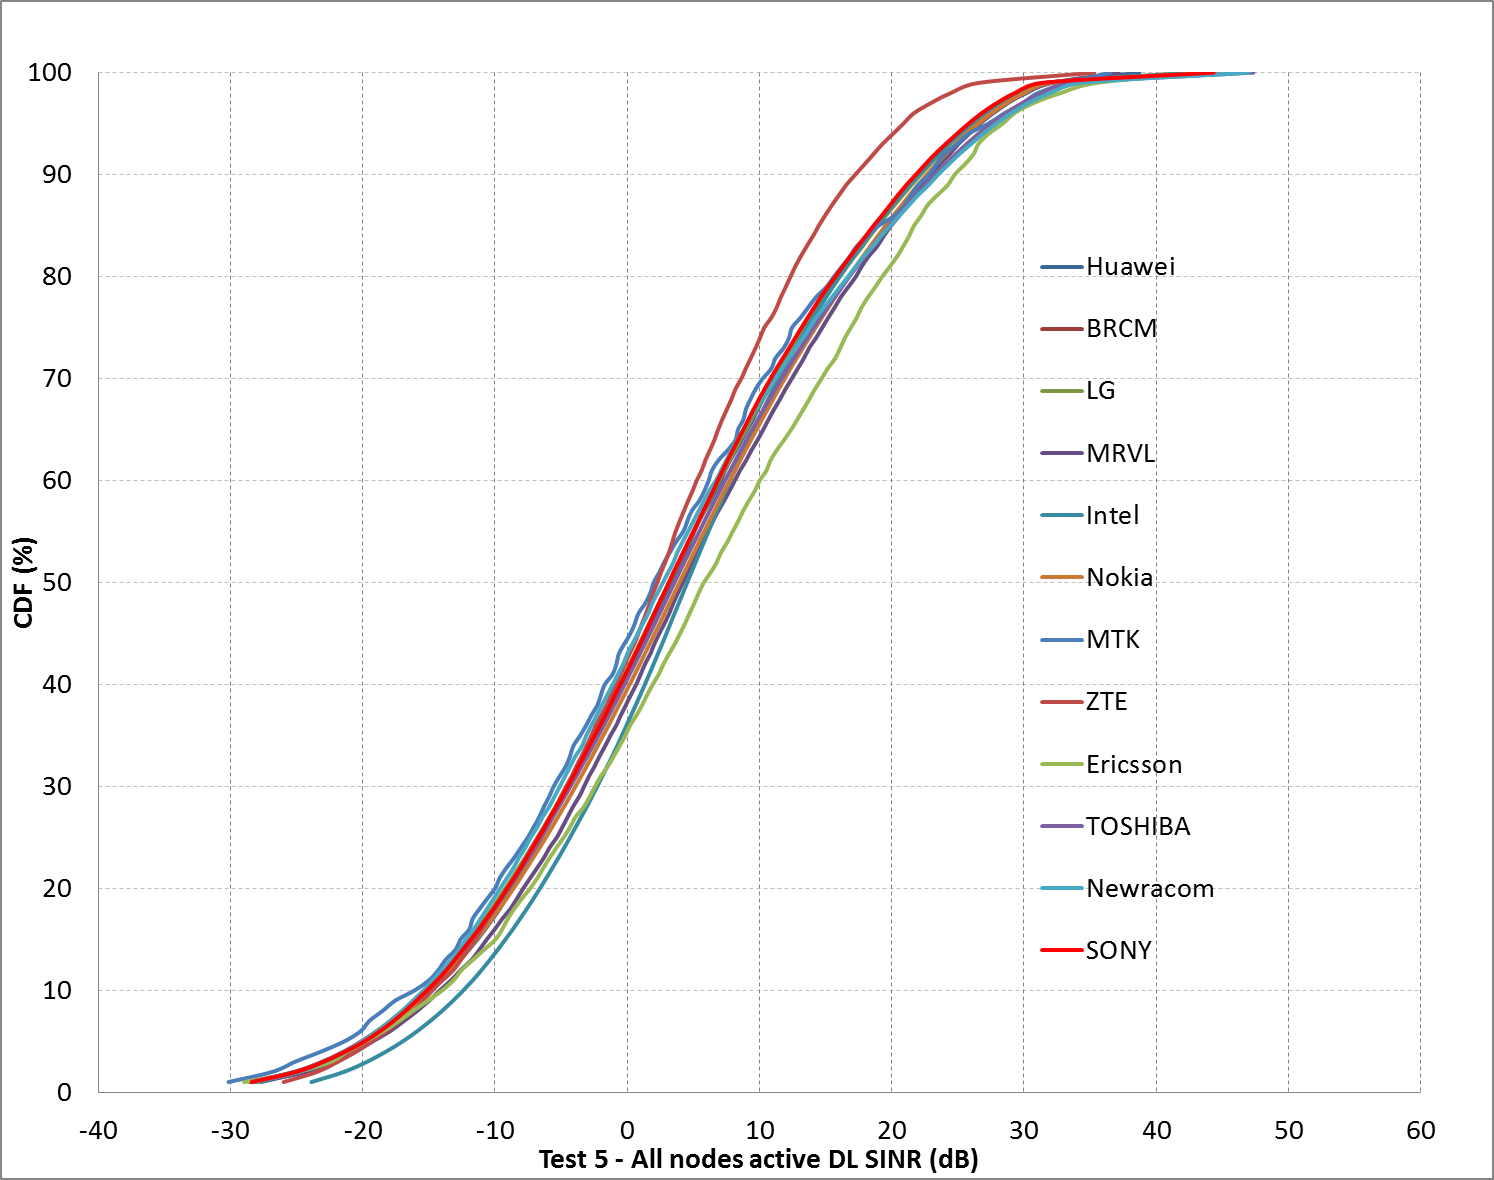 100
90
80
70
60
50
40
30
20
10
0
CDF (%)
Huawei
BRCM
LG
MRVL
Intel
Nokia
MTK
ZTE
Ericsson
TOSHIBA
Newracom
SONY
-40 -30 -20 -10 0 10 20 30 40 50 60
Test 5 - All nodes active DL SINR (dB)